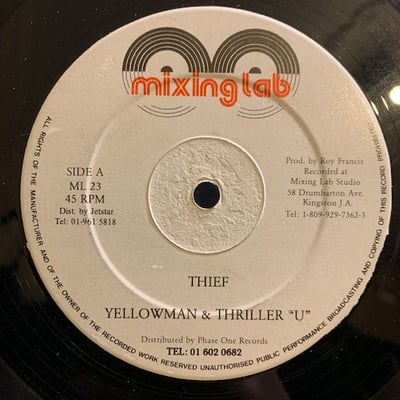 mixing lab
SIDE A
ML 23
45 RPM
Dist. by Jetstar
Tel: 01-961 5818
Prod. by Roy Francis
Recorded at
Mixing Lab Studio
58 Drumbarton Ave.
Kingston J.A.
Tel: 1-809-929-7362-3
THIEF
YELLOWMAN & THRILLER "U"
Distributed by Phase One Records
TEL: 01 602 0682
ALL RIGHTS OF THE MANUFACTURER AND OF THE OWNER OF THE RECORDED WORK RESERVED UNAUTHORISED PUBLIC PERFORMANCE BROADCASTING AND COPYING OF THIS RECORD PROHIBITED